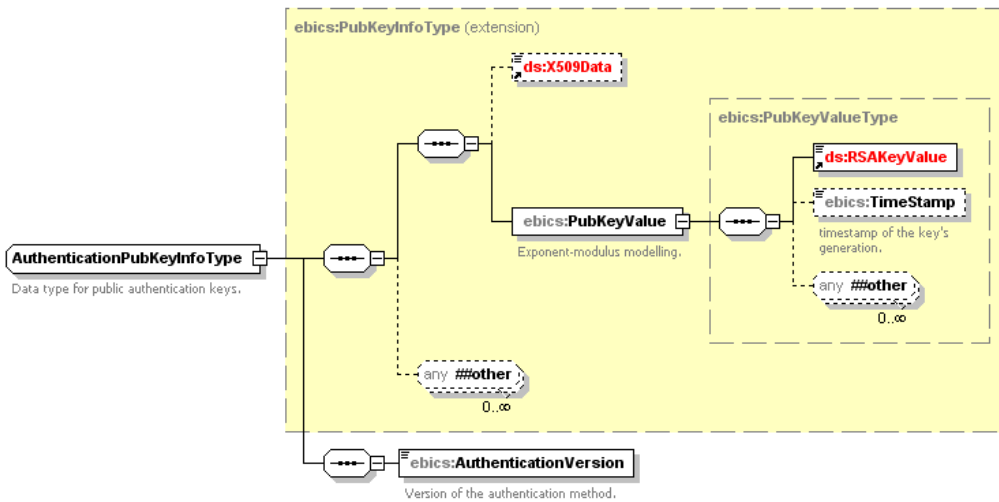 ebics:PubKeyInfoType (extension)
ds:X509Data
ebics:PubKeyValueType
ds:RSAKeyValue
ebics:TimeStamp
timestamp of the key's
generation.
ebics:PubKeyValue
Exponent-modulus modelling.
any ##other
0..∞
AuthenticationPubKeyInfoType
Data type for public authentication keys.
any ##other
0..∞
ebics:AuthenticationVersion
Version of the authentication method.